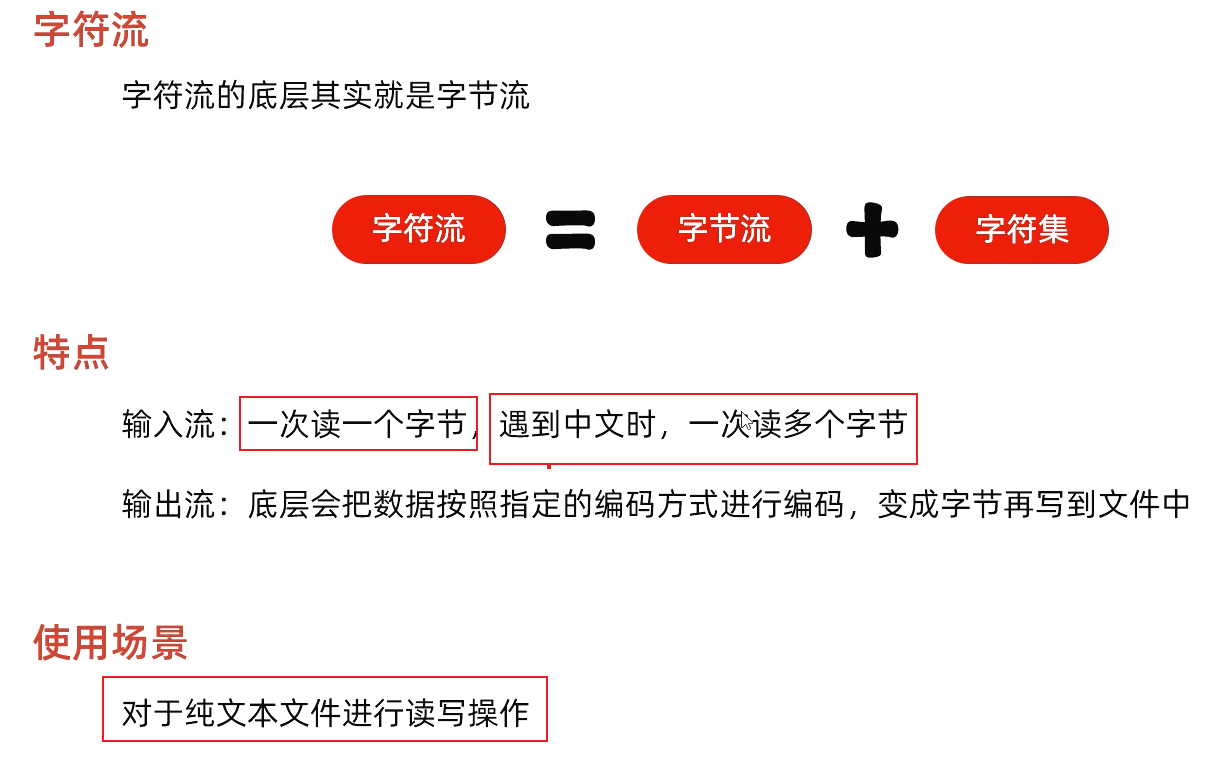 字符流
字符流的底层其实就是字节流
字符流 = 字节流 + 字符集
特点
输入流：一次读一个字节，遇到中文时，一次读多个字节
输出流：底层会把数据按照指定的编码方式进行编码，变成字节再写到文件中
使用场景
对于纯文本文件进行读写操作